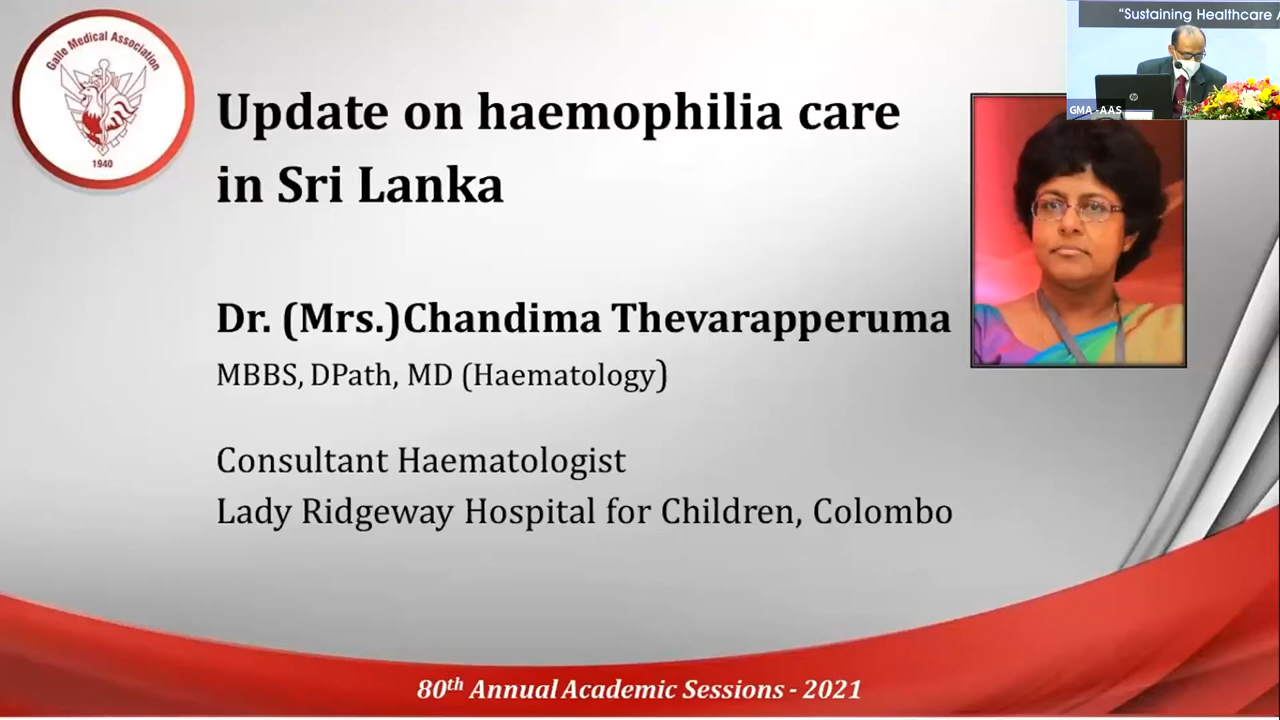 Galle Medical Association
1940
Update on haemophilia care
in Sri Lanka
Dr. (Mrs.)Chandima Thevarapperuma
MBBS, DPath, MD (Haematology)
Consultant Haematologist
Lady Ridgeway Hospital for Children, Colombo
80th Annual Academic Sessions - 2021
"Sustaining Healthcare A
hp
GMA -AAS